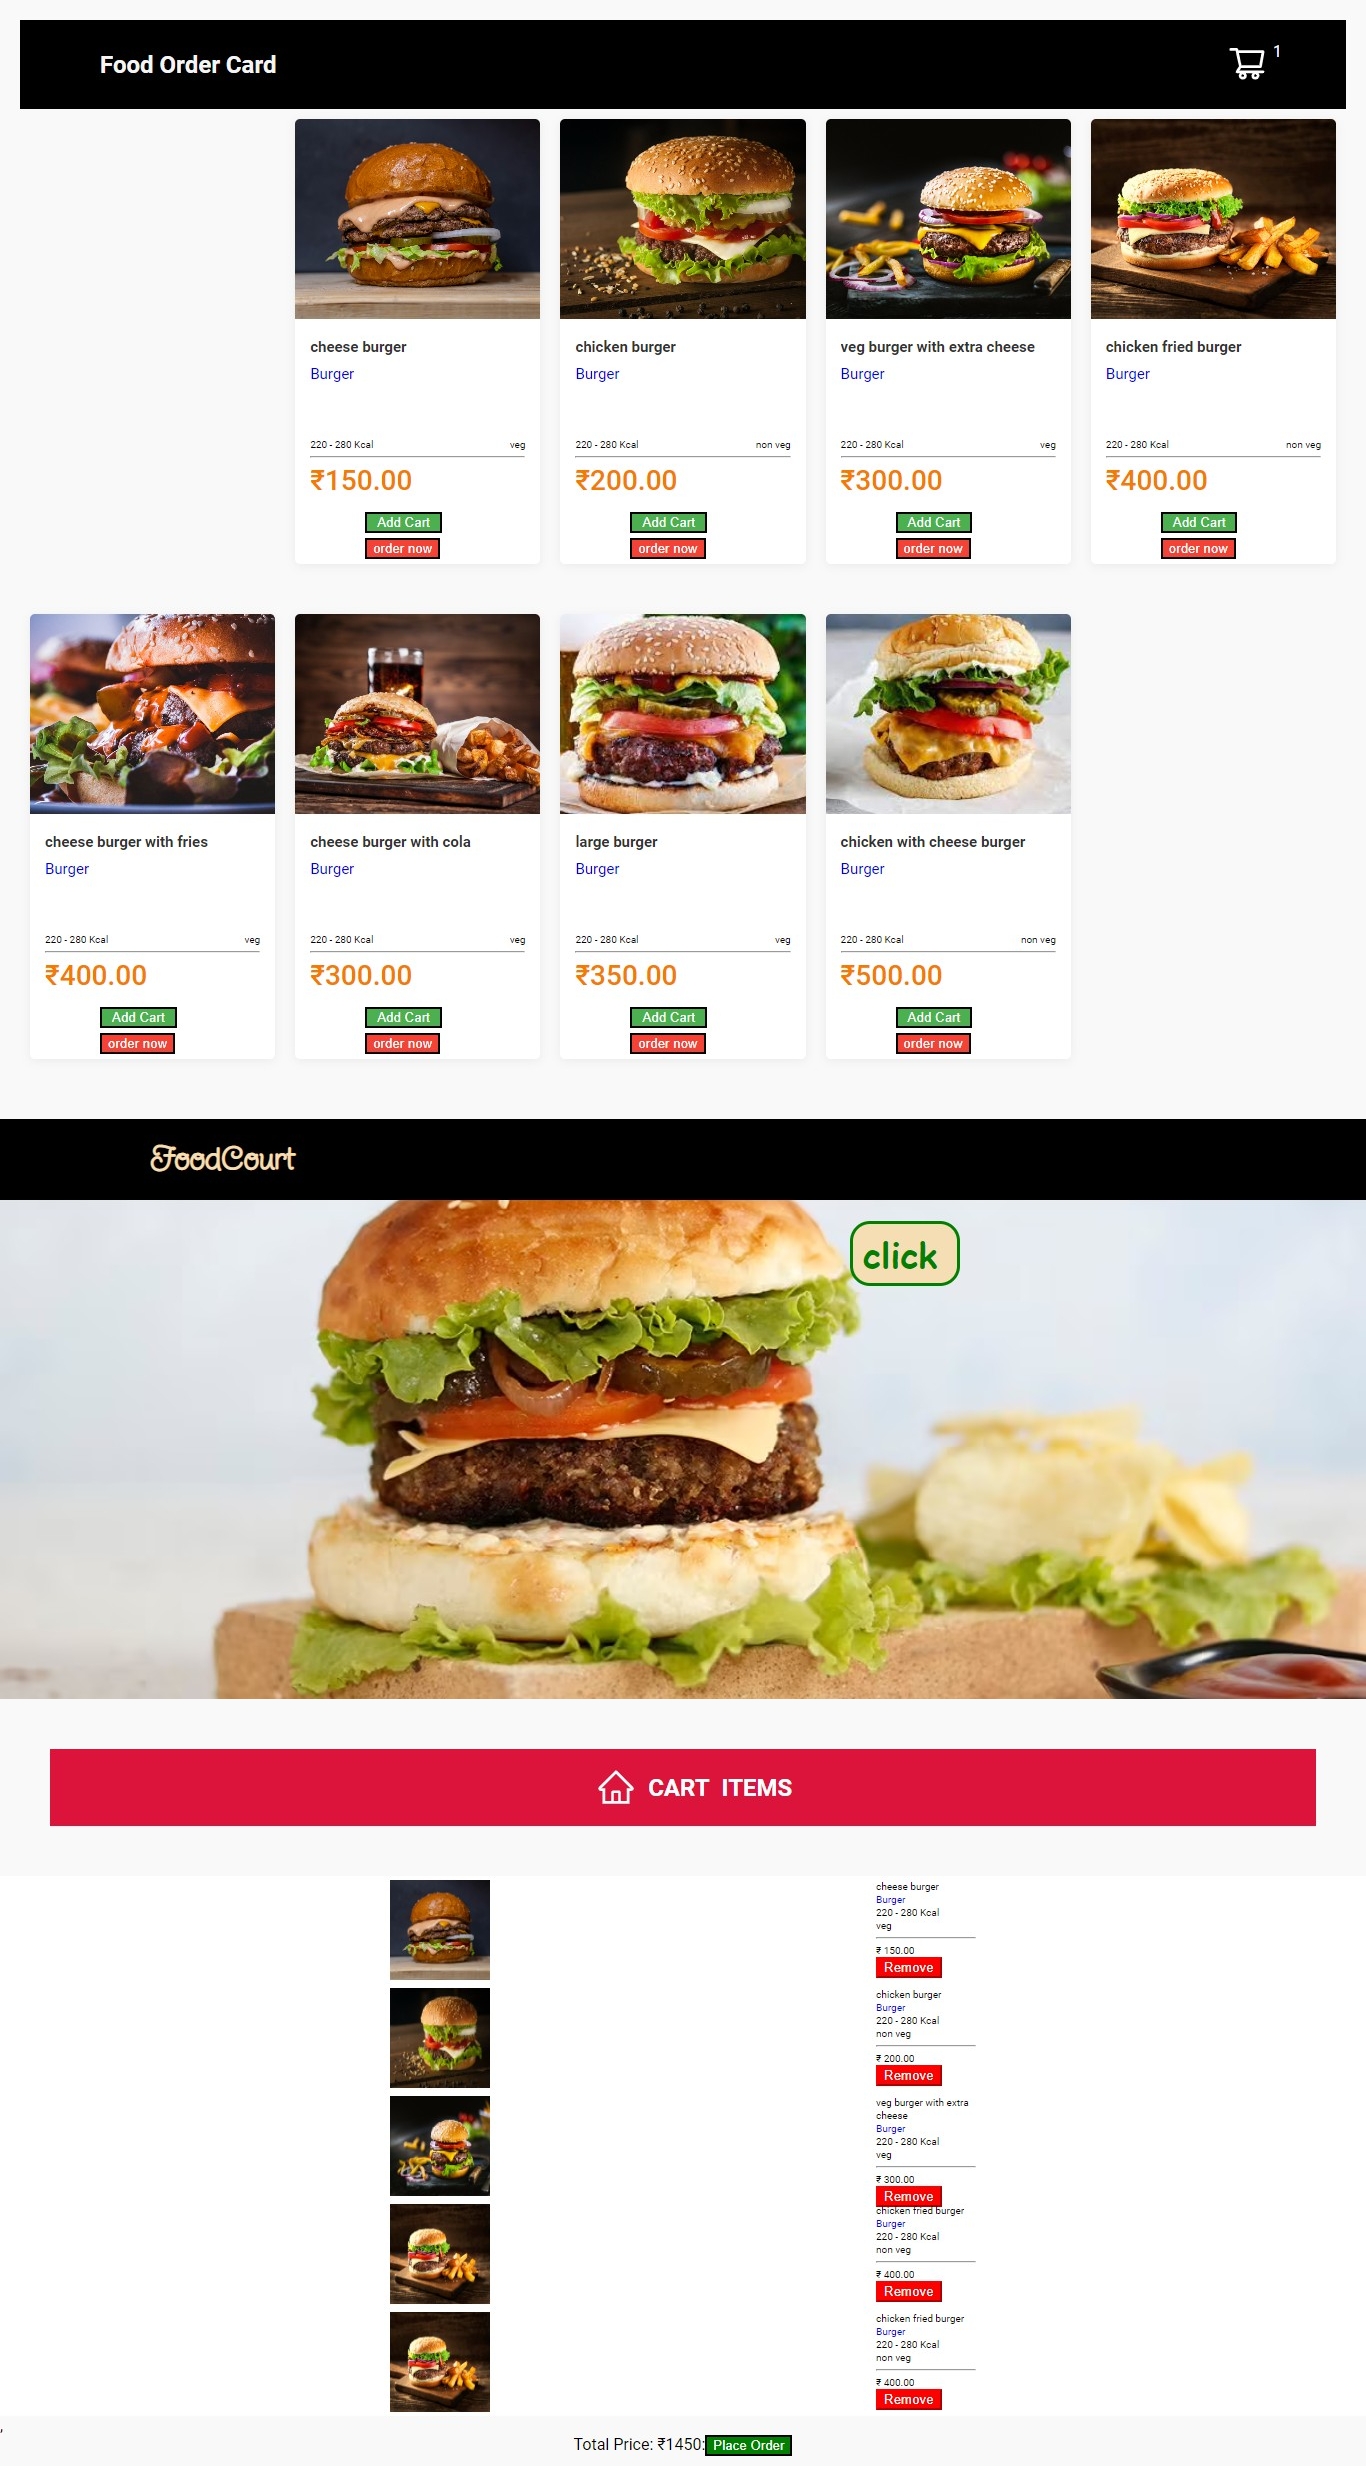 Food Order Card
1
cheese burger
Burger
220 - 280 Kcal veg
₹150.00
Add Cart
order now
chicken burger
Burger
220 - 280 Kcal non veg
₹200.00
Add Cart
order now
veg burger with extra cheese
Burger
220 - 280 Kcal veg
₹300.00
Add Cart
order now
chicken fried burger
Burger
220 - 280 Kcal non veg
₹400.00
Add Cart
order now
cheese burger with fries
Burger
220 - 280 Kcal veg
₹400.00
Add Cart
order now
cheese burger with cola
Burger
220 - 280 Kcal veg
₹300.00
Add Cart
order now
large burger
Burger
220 - 280 Kcal veg
₹350.00
Add Cart
order now
chicken with cheese burger
Burger
220 - 280 Kcal non veg
₹500.00
Add Cart
order now
FoodCourt
click
CART ITEMS
cheese burger
Burger
220 - 280 Kcal
veg
₹ 150.00
Remove
chicken burger
Burger
220 - 280 Kcal
non veg
₹ 200.00
Remove
veg burger with extra
cheese
Burger
220 - 280 Kcal
veg
₹ 300.00
Remove
chicken fried burger
Burger
220 - 280 Kcal
non veg
₹ 400.00
Remove
chicken fried burger
Burger
220 - 280 Kcal
non veg
₹ 400.00
Remove
,
Total Price: ₹1450:Place Order